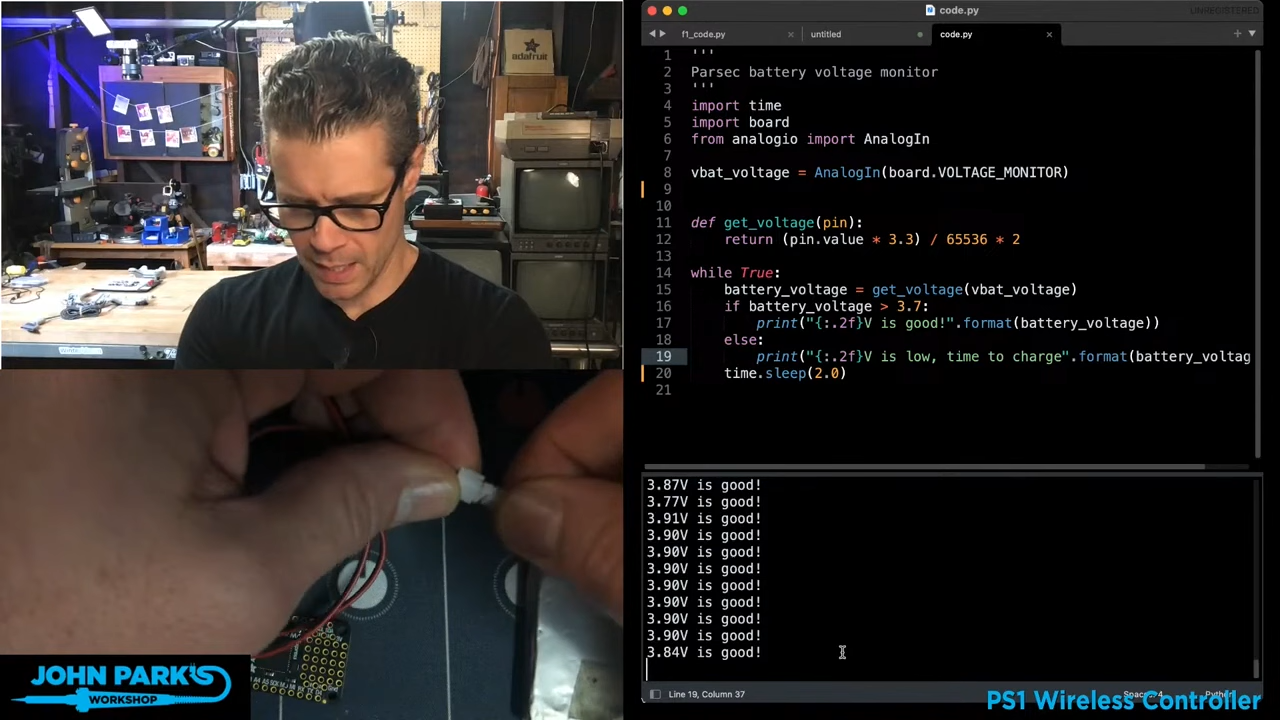 adafruit
JOHN PARK'S
WORKSHOP
code.py
UNREGISTERED
f1_code.py
untitled
code.py
1 '''
2 Parsec battery voltage monitor
3 '''
4 import time
5 import board
6 from analogio import AnalogIn
7
8 vbat_voltage = AnalogIn(board.VOLTAGE_MONITOR)
9
10
11 def get_voltage(pin):
12 return (pin.value * 3.3) / 65536 * 2
13
14 while True:
15 battery_voltage = get_voltage(vbat_voltage)
16 if battery_voltage > 3.7:
17 print("{:.2f}V is good!".format(battery_voltage))
18 else:
19 print("{:.2f}V is low, time to charge".format(battery_voltag
20 time.sleep(2.0)
21
3.87V is good!
3.77V is good!
3.91V is good!
3.90V is good!
3.90V is good!
3.90V is good!
3.90V is good!
3.90V is good!
3.90V is good!
3.90V is good!
3.84V is good!
Line 19, Column 37
PS1 Wireless Controller